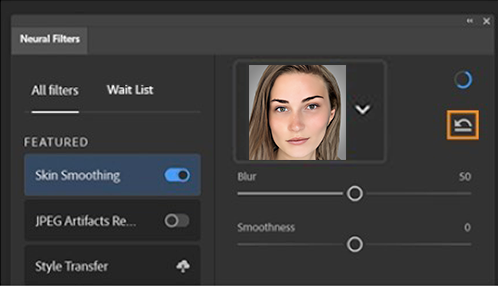 Neural Filters
All filters
Wait List
FEATURED
Skin Smoothing
JPEG Artifacts Re...
Style Transfer
Blur
50
Smoothness
0